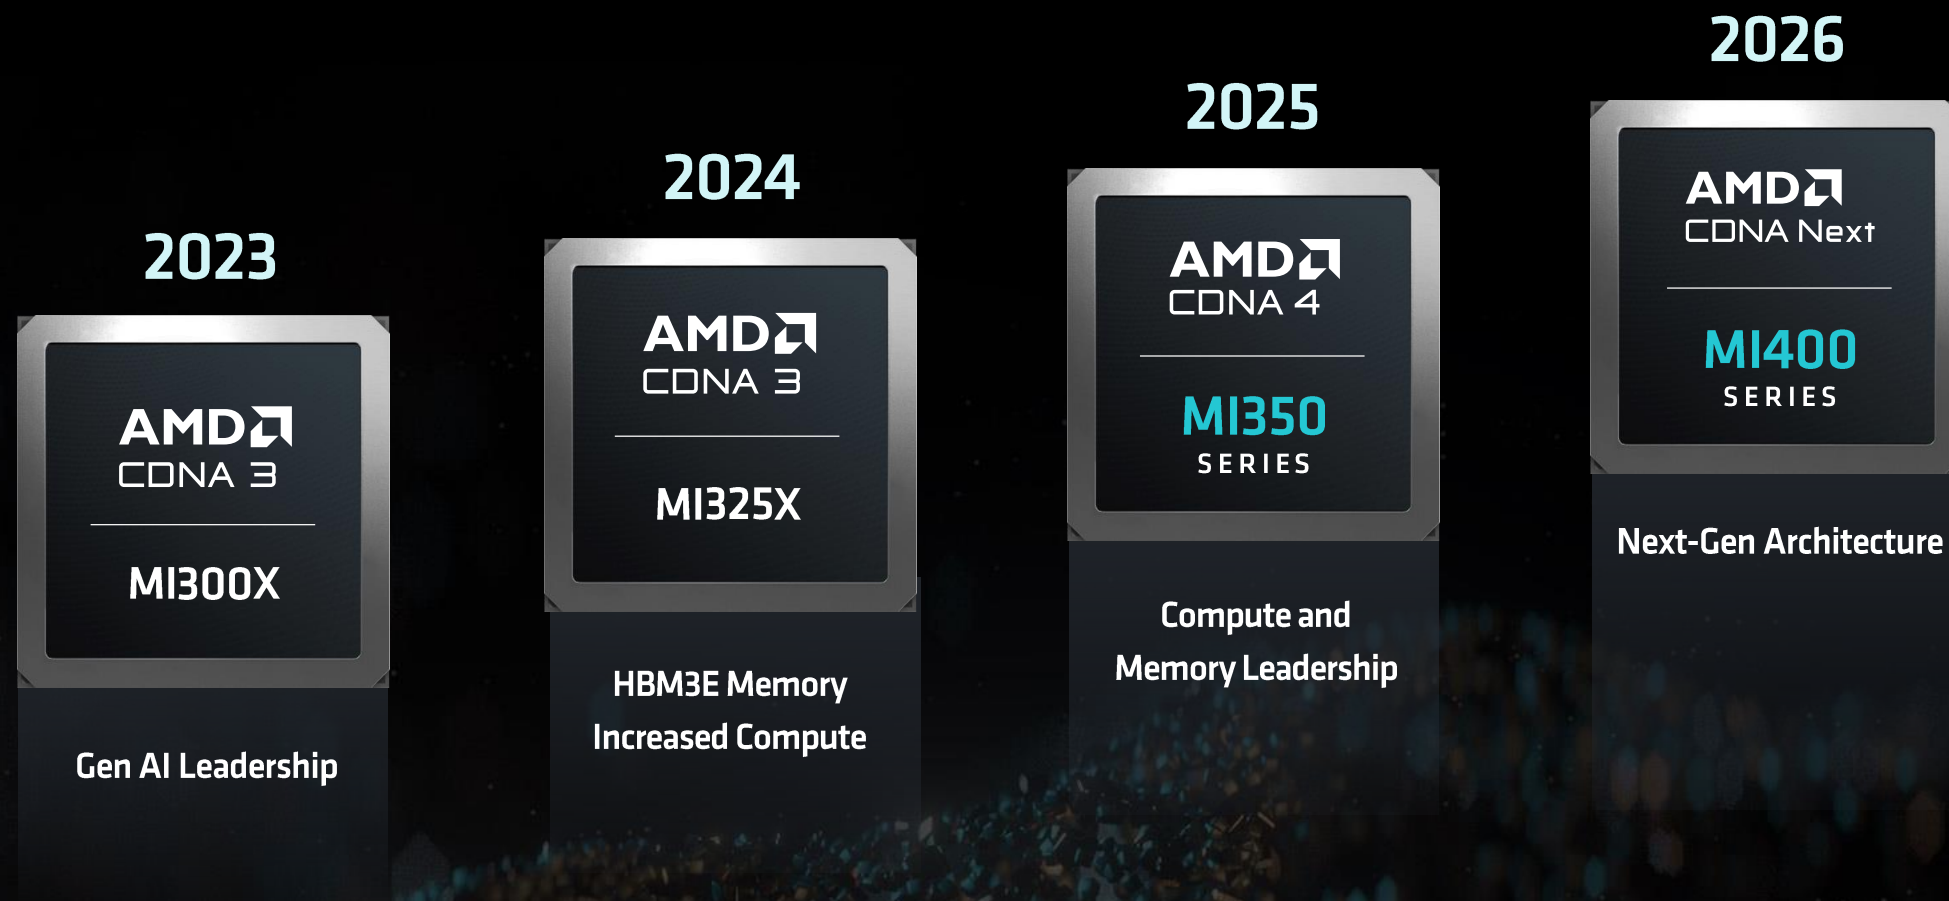 2023
AMD
CDNA 3
MI300X
Gen AI Leadership
2024
AMD
CDNA 3
MI325X
HBM3E Memory
Increased Compute
2025
AMD
CDNA 4
MI350
SERIES
Compute and
Memory Leadership
2026
AMD
CDNA Next
MI400
SERIES
Next-Gen Architecture